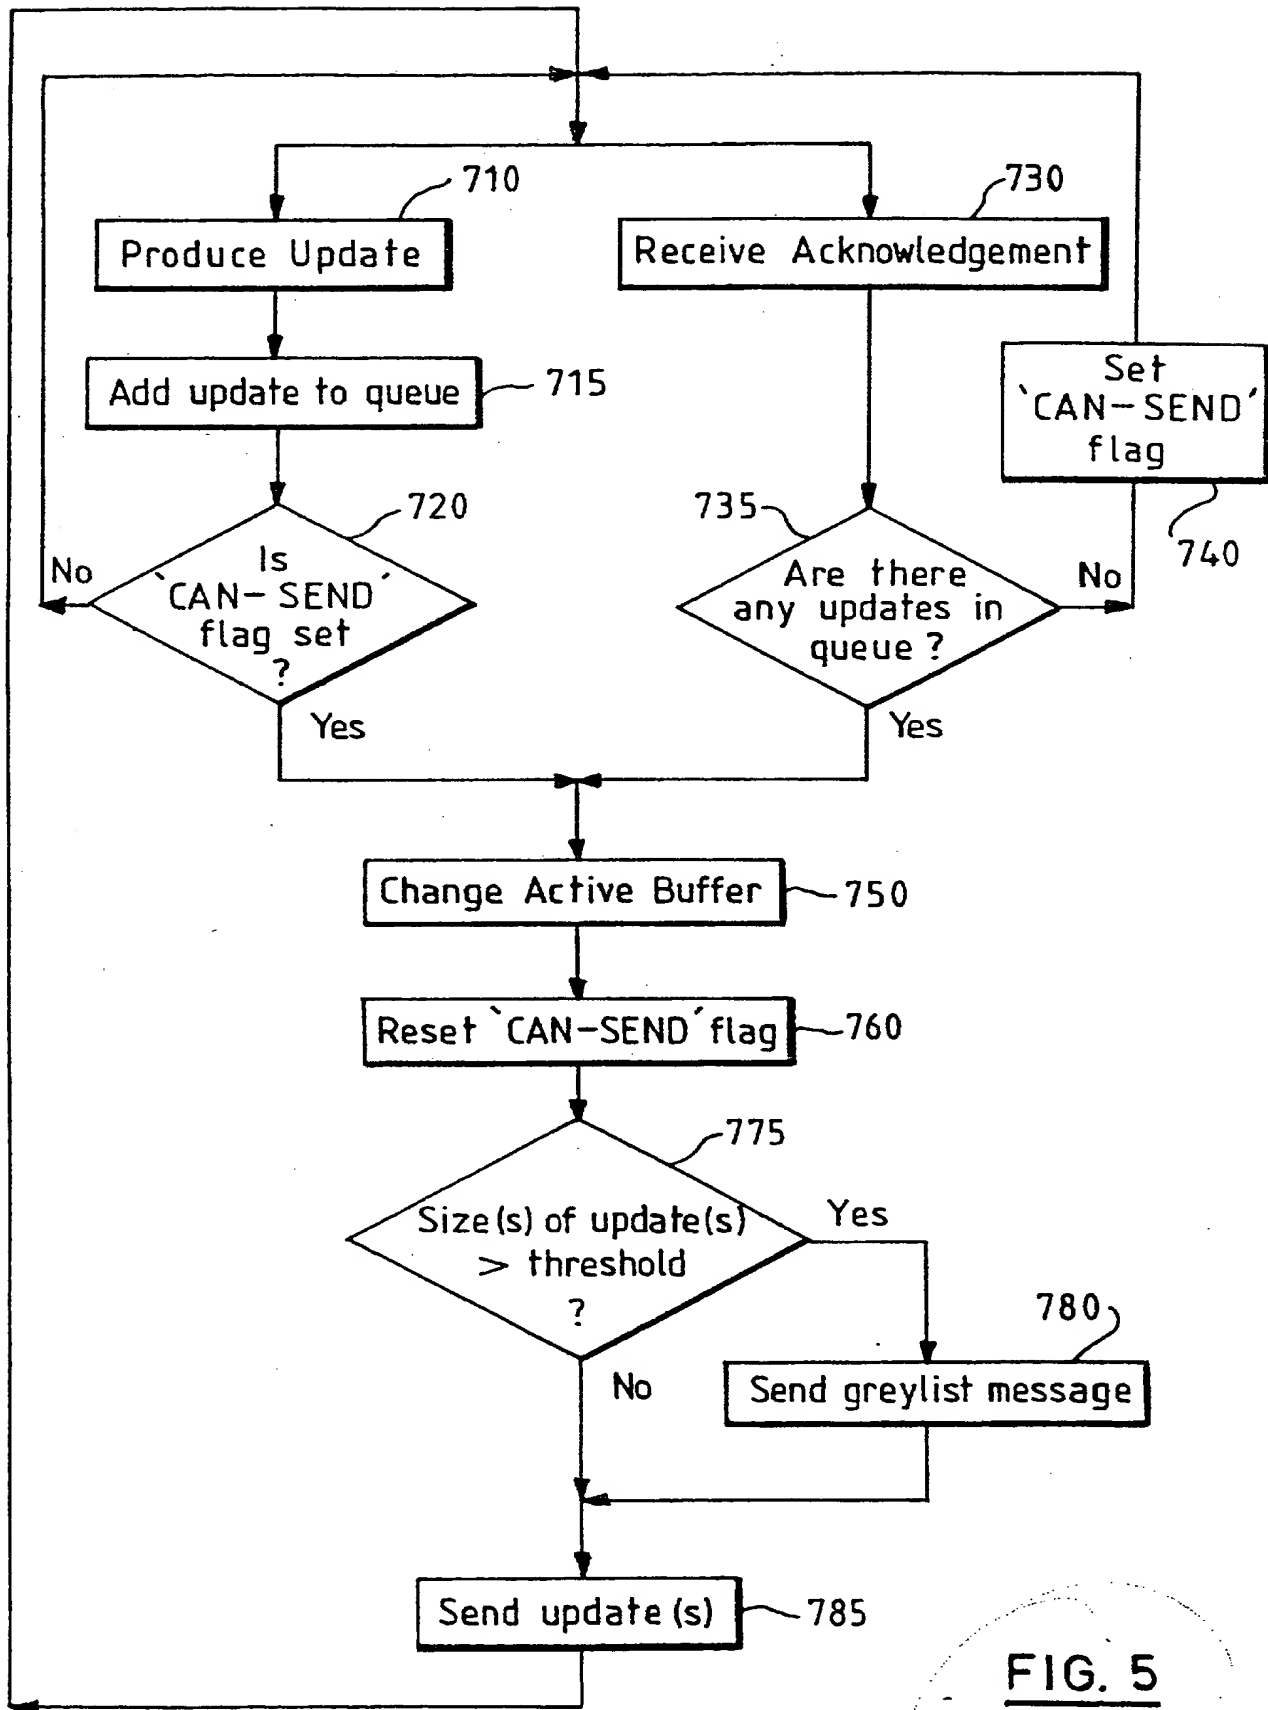 710
Produce Update
730
Receive Acknowledgement
Add update to queue
715
Set
`CAN-SEND´
flag
740
720
Is
`CAN-SEND´
flag set
?
No
Yes
735
Are there
any updates in
queue ?
No
Yes
Change Active Buffer
750
Reset `CAN-SEND´ flag
760
775
Size(s) of update(s)
> threshold
?
Yes
No
780
Send greylist message
Send update(s)
785
FIG. 5